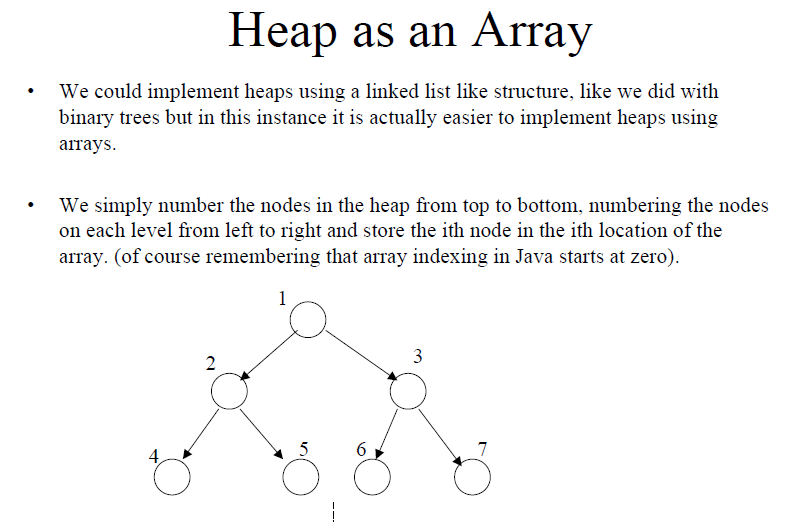 Heap as an Array
• We could implement heaps using a linked list like structure, like we did with
binary trees but in this instance it is actually easier to implement heaps using
arrays.
• We simply number the nodes in the heap from top to bottom, numbering the nodes
on each level from left to right and store the ith node in the ith location of the
array. (of course remembering that array indexing in Java starts at zero).
1
2 3
4 5 6 7